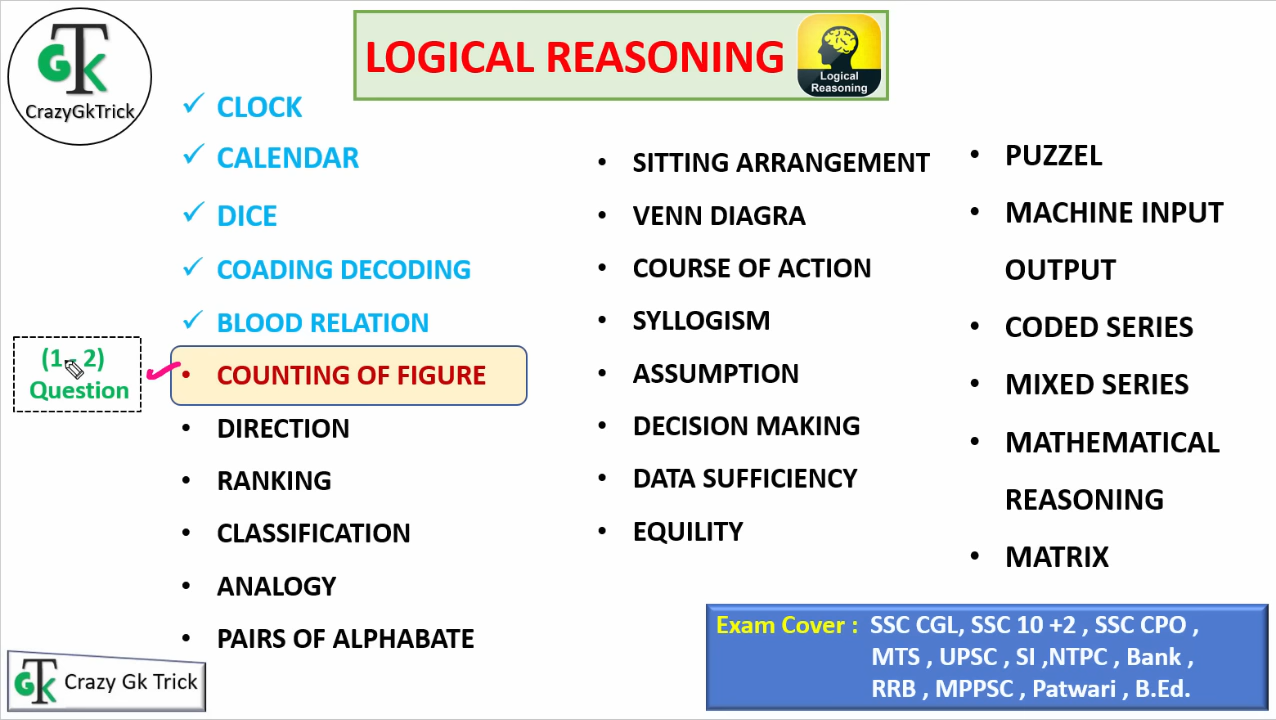 GTK
CrazyGkTrick
LOGICAL REASONING
Logical
Reasoning
CLOCK
CALENDAR
DICE
COADING DECODING
BLOOD RELATION
(1 - 2)
Question
COUNTING OF FIGURE
DIRECTION
RANKING
CLASSIFICATION
ANALOGY
PAIRS OF ALPHABATE
SITTING ARRANGEMENT
VENN DIAGRA
COURSE OF ACTION
SYLLOGISM
ASSUMPTION
DECISION MAKING
DATA SUFFICIENCY
EQUILITY
PUZZEL
MACHINE INPUT
OUTPUT
CODED SERIES
MIXED SERIES
MATHEMATICAL
REASONING
MATRIX
Exam Cover : SSC CGL, SSC 10 +2 , SSC CPO ,
MTS , UPSC , SI ,NTPC , Bank ,
RRB , MPPSC , Patwari , B.Ed.
GTK Crazy Gk Trick